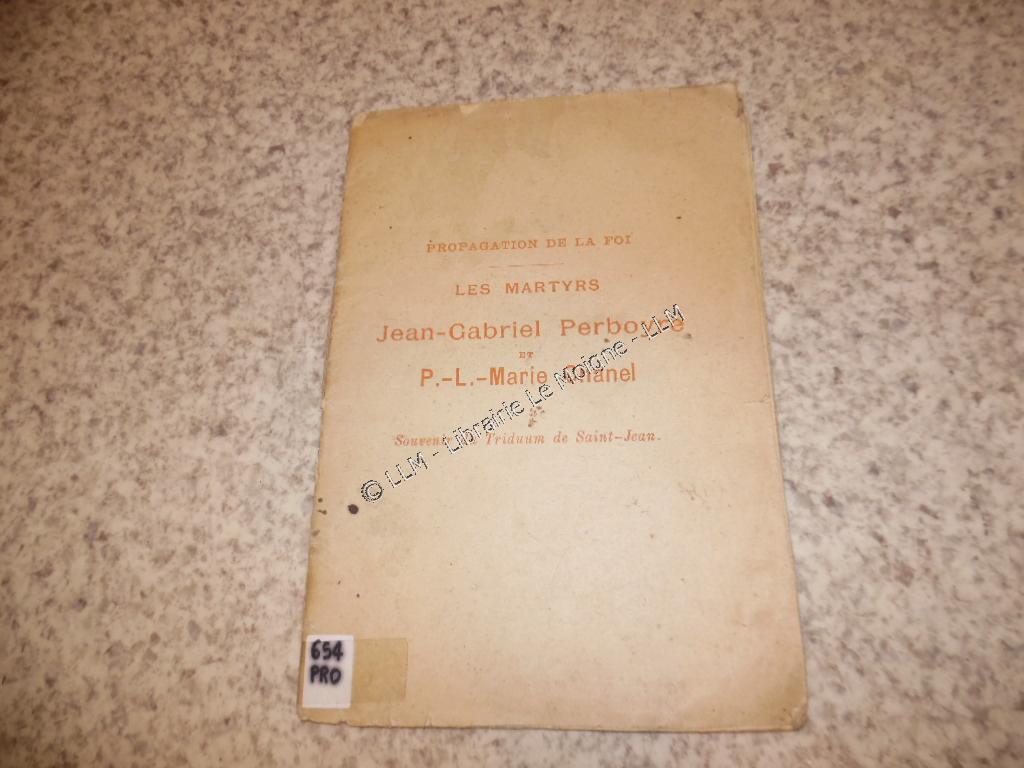 PROPAGATION DE LA FOI
LES MARTYRS
Jean-Gabriel Perboyre
ET
P.-L.-Marie Chanel
Souvenir du Triduum de Saint-Jean.
© LLM - Librairie Le Moigne - LLM
654
PRO